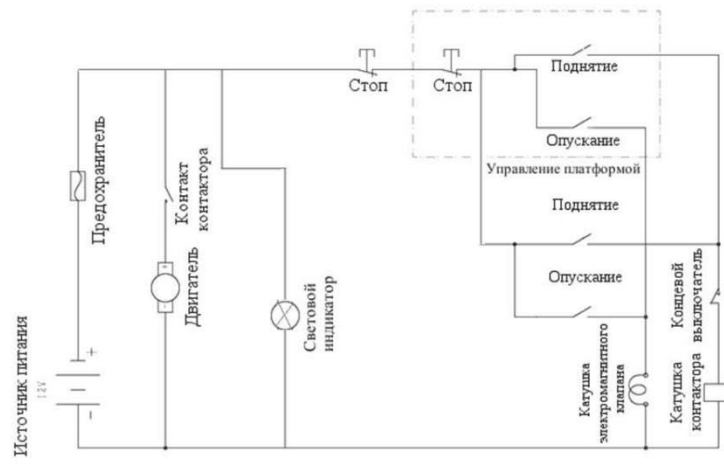 Стоп
Стоп
Поднятие
Опускание
Управление платформой
Поднятие
Опускание
Источник питания
12V
+
−
Предохранитель
Контакт
контактора
Двигатель
Световой
индикатор
Катушка
электромагнитного
клапана
Концевой
выключатель
Катушка
контактора